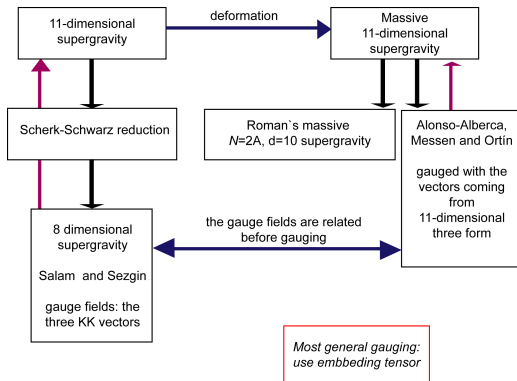 11-dimensional
supergravity
deformation
Massive
11-dimensional
supergravity
Scherk-Schwarz reduction
Roman`s massive
N=2A, d=10 supergravity
Alonso-Alberca,
Messen and Ortín
gauged with the
vectors coming
from
11-dimensional
three form
8 dimensional
supergravity
Salam and Sezgin
gauge fields: the
three KK vectors
the gauge fields are related
before gauging
Most general gauging:
use embbeding tensor